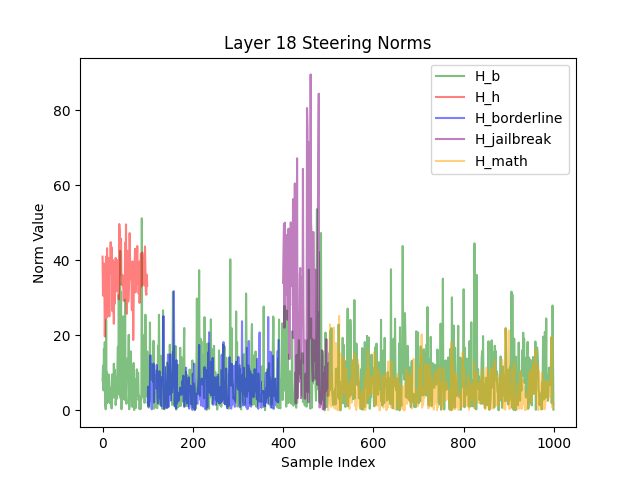 Layer 18 Steering Norms
Norm Value
80
60
40
20
0
0
200
400
600
800
1000
Sample Index
H_b
H_h
H_borderline
H_jailbreak
H_math